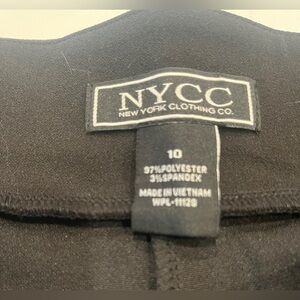 NYCC
NEW YORK CLOTHING CO.
10
97%POLYESTER
3%SPANDEX
MADE IN VIETNAM
WPL-11128